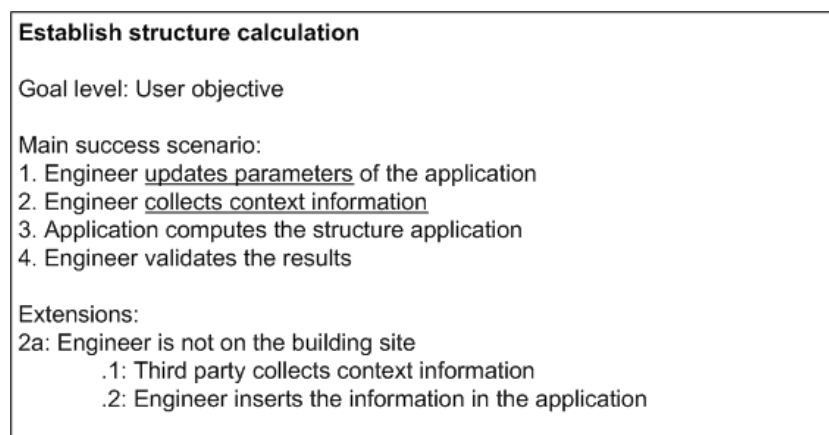 Establish structure calculation
Goal level: User objective
Main success scenario:
1. Engineer updates parameters of the application
2. Engineer collects context information
3. Application computes the structure application
4. Engineer validates the results
Extensions:
2a: Engineer is not on the building site
.1: Third party collects context information
.2: Engineer inserts the information in the application